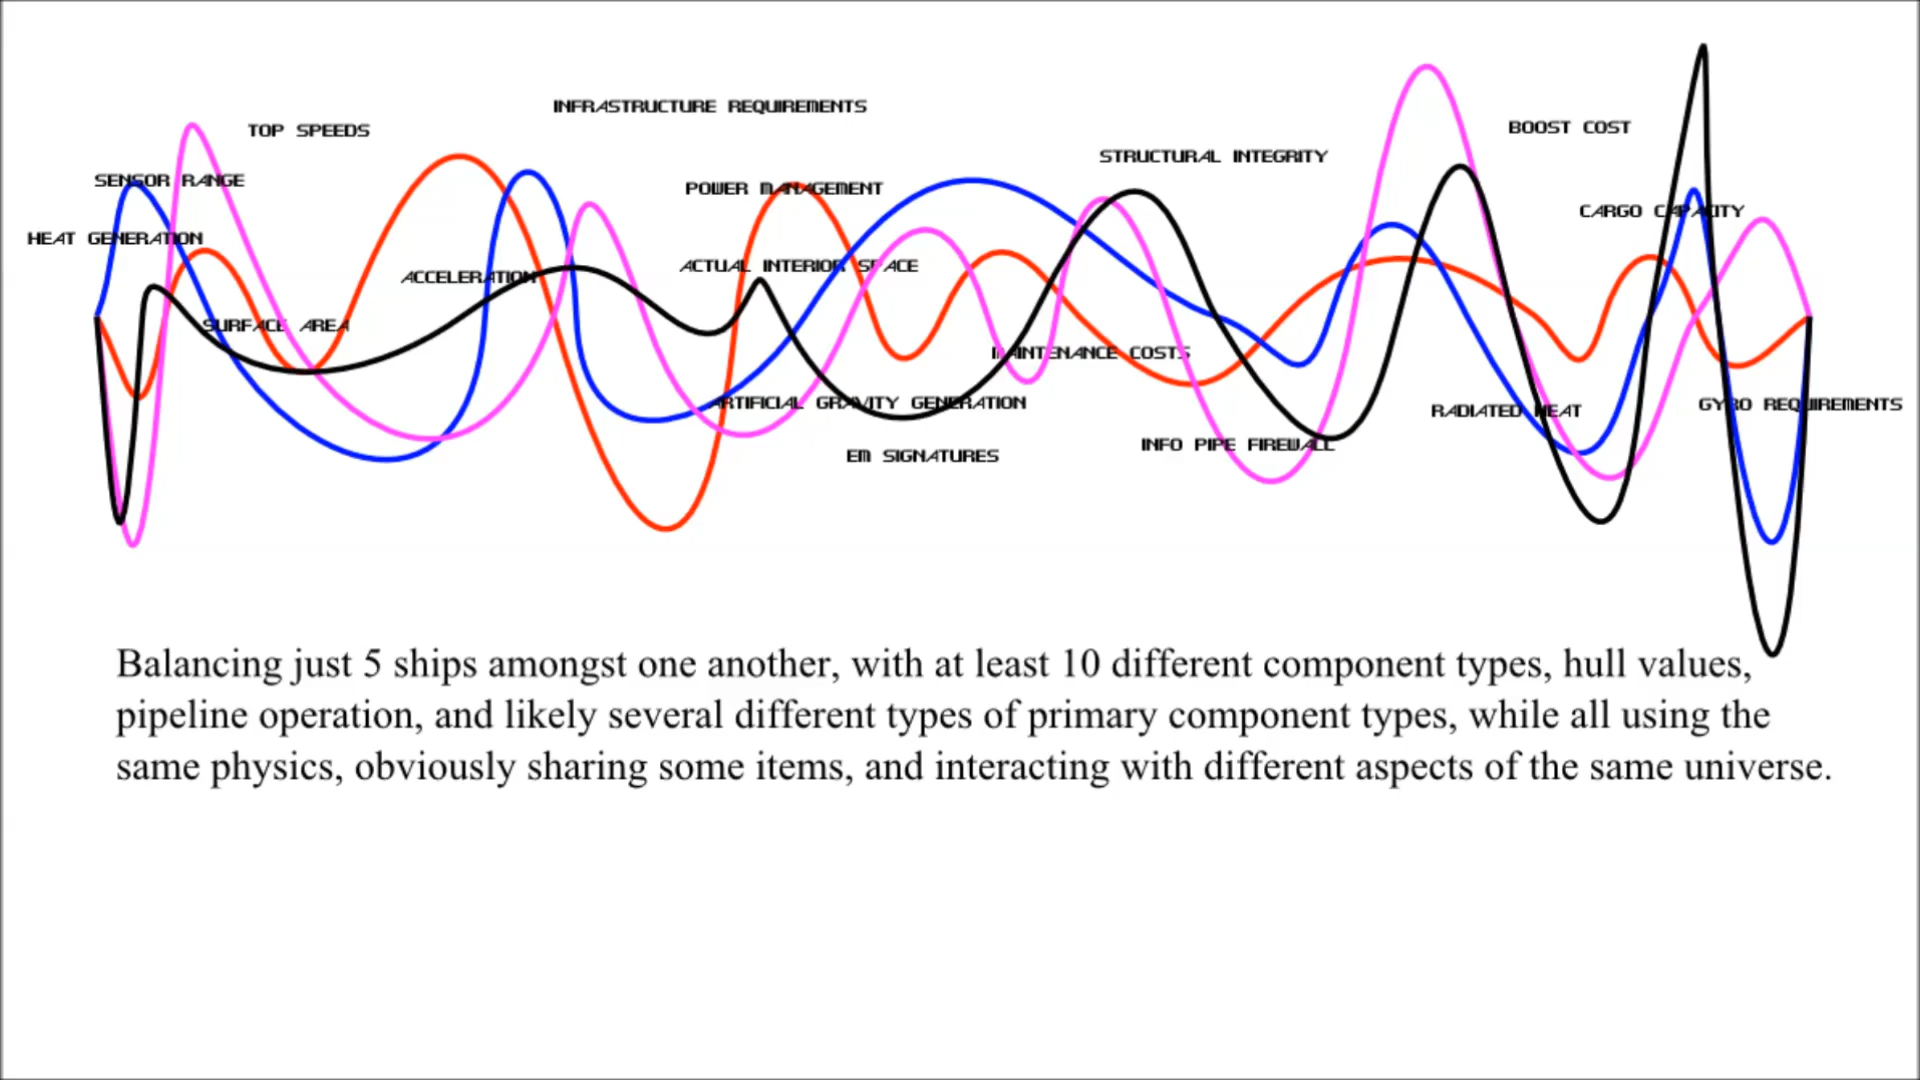 INFRASTRUCTURE REQUIREMENTS
TOP SPEEDS
BOOST COST
STRUCTURAL INTEGRITY
SENSOR RANGE
POWER MANAGEMENT
CARGO CAPACITY
HEAT GENERATION
ACTUAL INTERIOR SPACE
ACCELERATION
SURFACE AREA
MAINTENANCE COSTS
ARTIFICIAL GRAVITY GENERATION
GYRO REQUIREMENTS
RADIATED HEAT
INFO PIPE FIREWALL
EM SIGNATURES
Balancing just 5 ships amongst one another, with at least 10 different component types, hull values,
pipeline operation, and likely several different types of primary component types, while all using the
same physics, obviously sharing some items, and interacting with different aspects of the same universe.